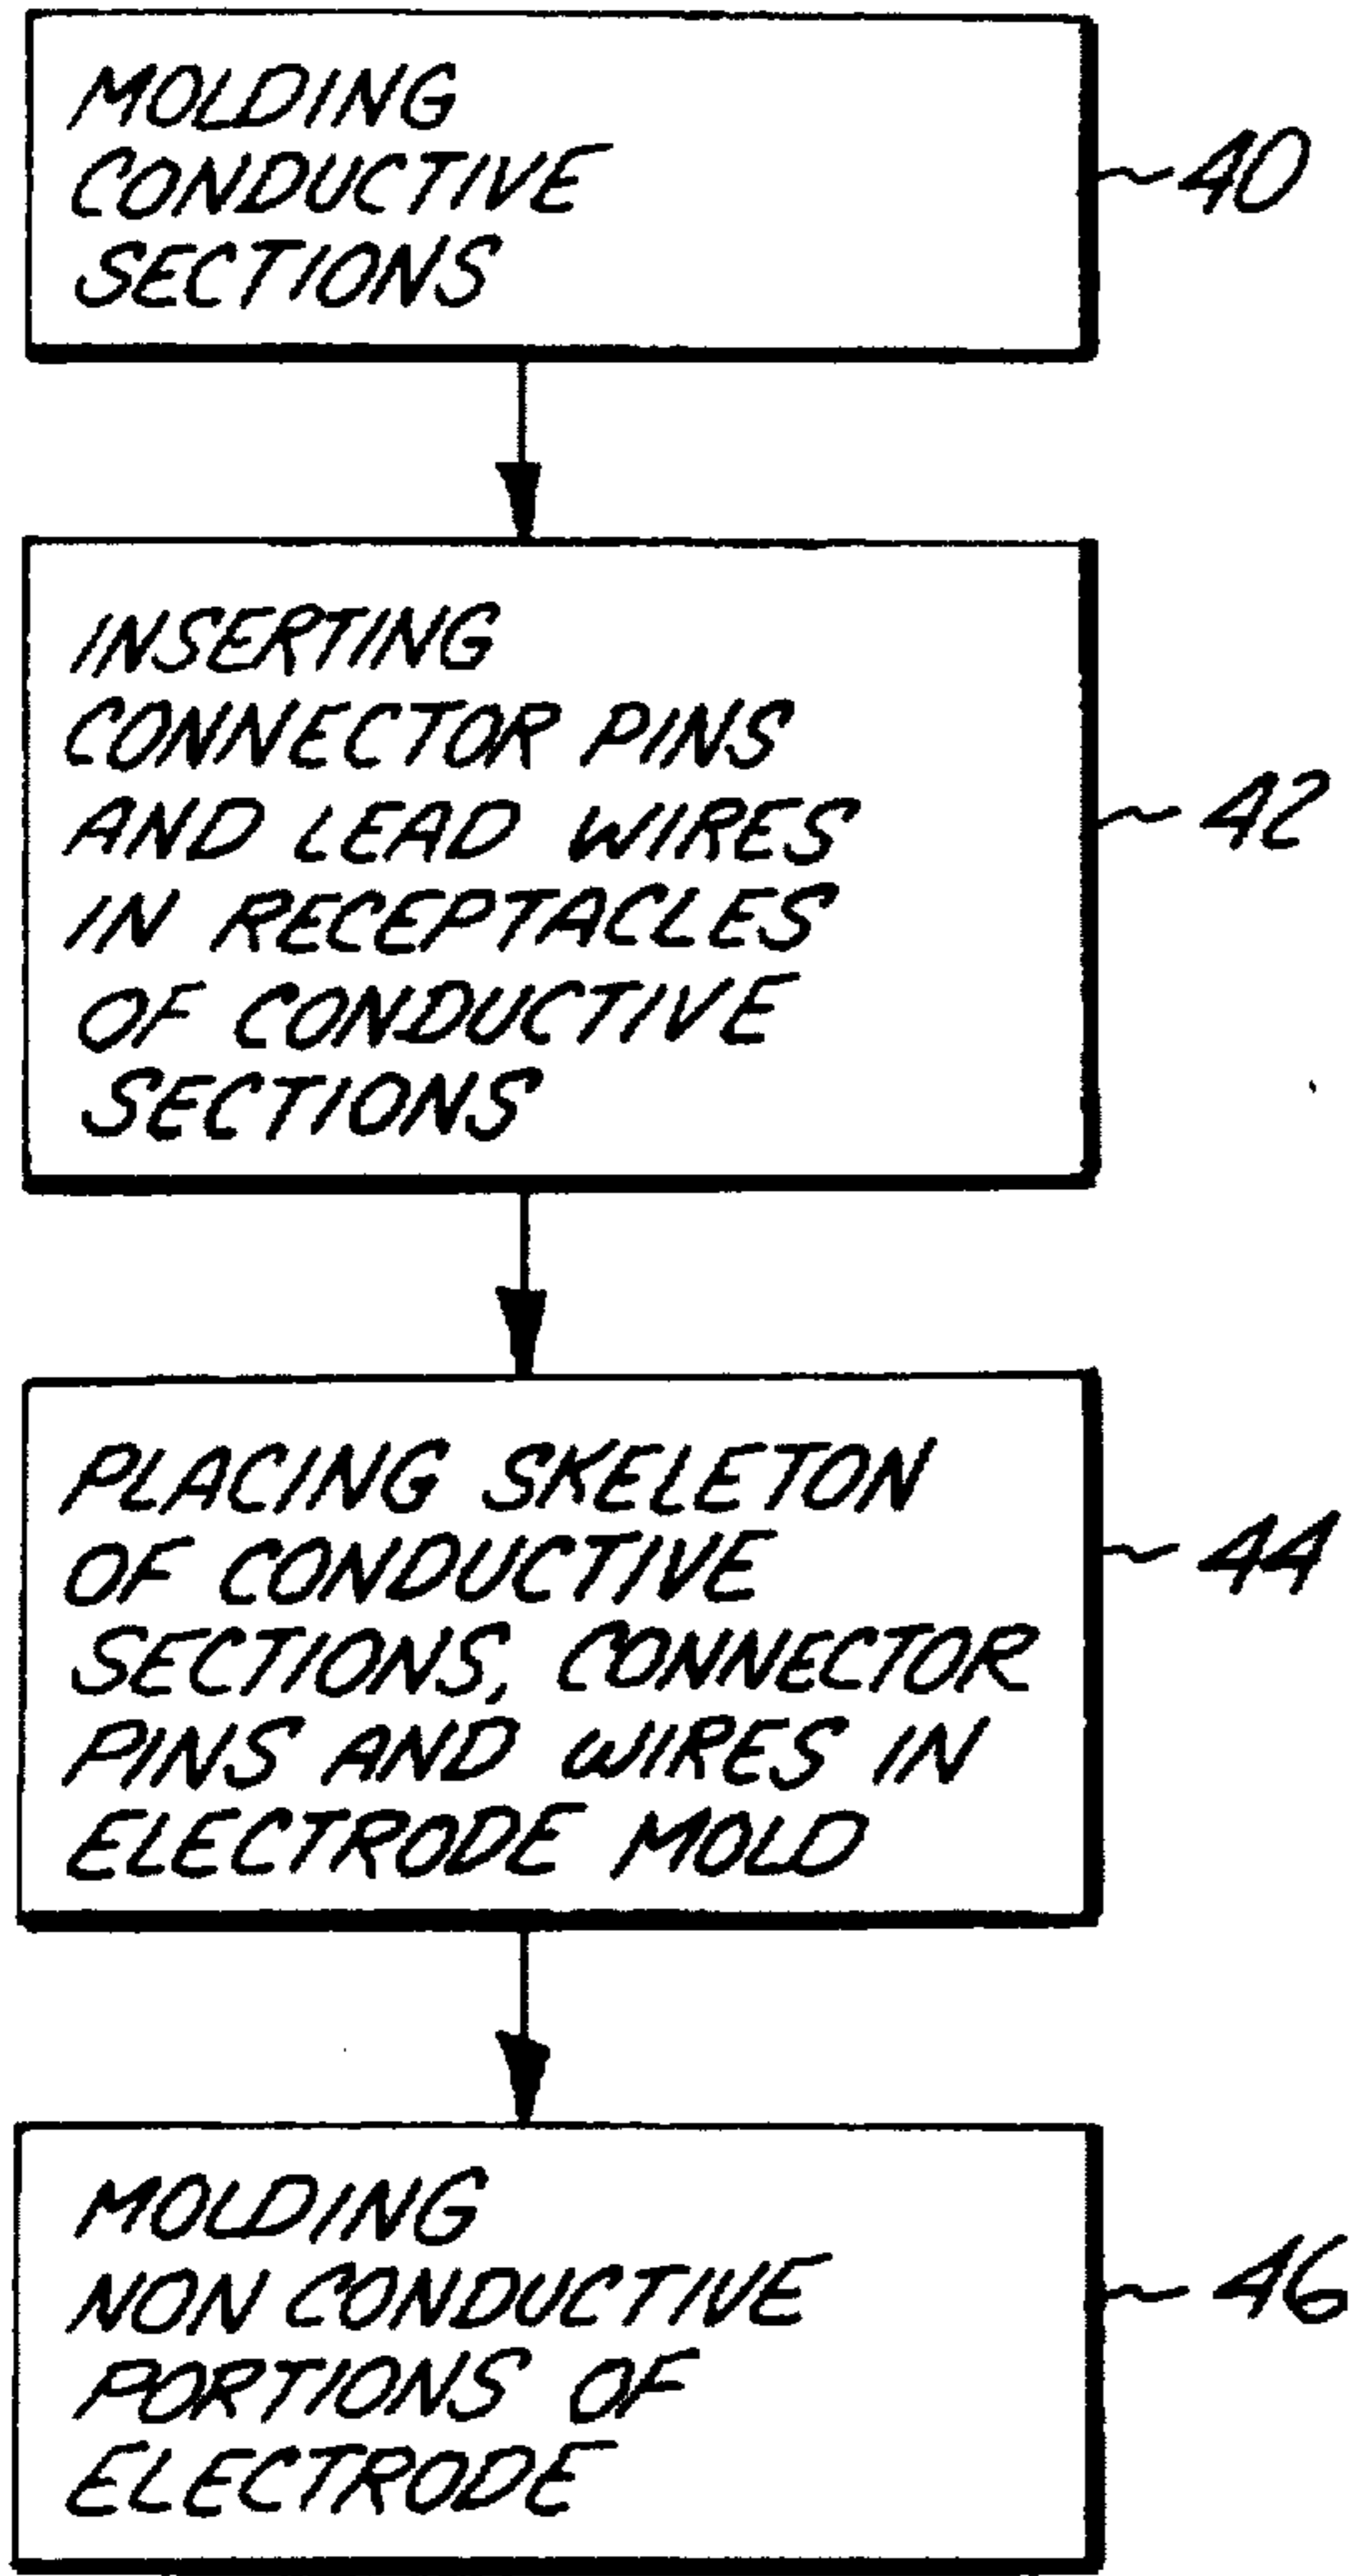 MOLDING
CONDUCTIVE
SECTIONS
40
INSERTING
CONNECTOR PINS
AND LEAD WIRES
IN RECEPTACLES
OF CONDUCTIVE
SECTIONS
42
PLACING SKELETON
OF CONDUCTIVE
SECTIONS, CONNECTOR
PINS AND WIRES IN
ELECTRODE MOLD
44
MOLDING
NON CONDUCTIVE
PORTIONS OF
ELECTRODE
46